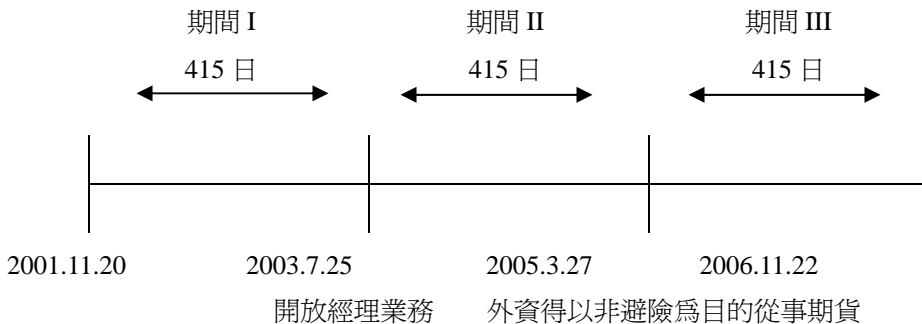 期間 I 期間 II 期間 III
415 日 415 日 415 日
2001.11.20 2003.7.25 2005.3.27 2006.11.22
開放經理業務 外資得以非避險為目的從事期貨